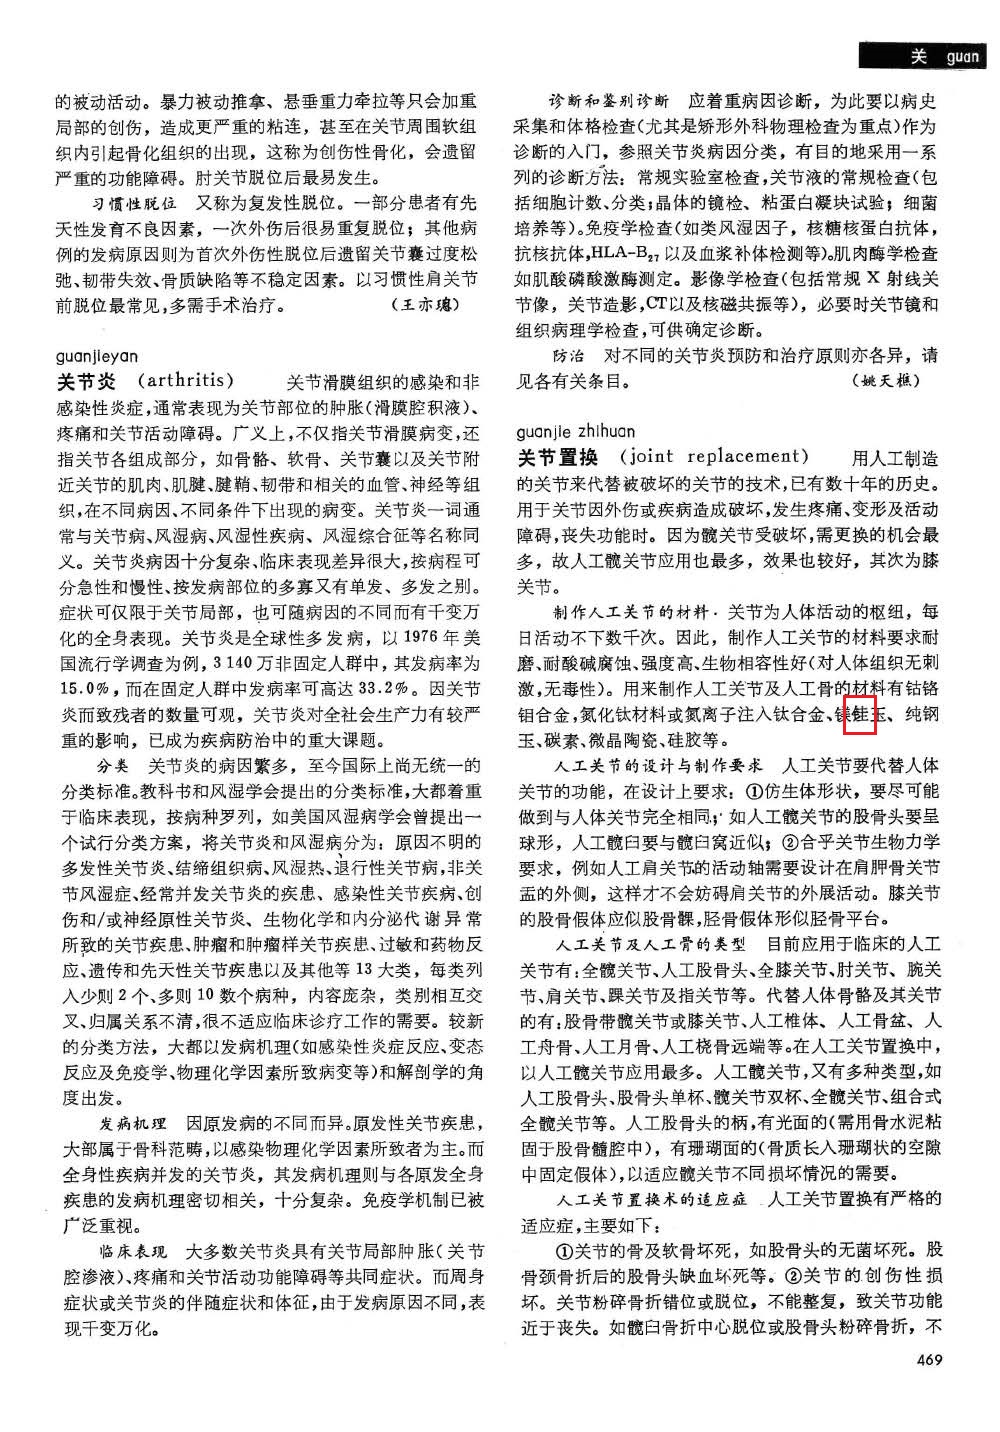 关 guan
的被动活动。暴力被动推拿、悬垂重力牵拉等只会加重
局部的创伤，造成更严重的粘连，甚至在关节周围软组
织内引起骨化组织的出现，这称为创伤性骨化，会遗留
严重的功能障碍。肘关节脱位后最易发生。
习惯性脱位 又称为复发性脱位。一部分患者有先
天性发育不良因素，一次外伤后很易重复脱位；其他病
例的发病原因则为首次外伤性脱位后遗留关节囊过度松
弛、韧带失效、骨质缺陷等不稳定因素。以习惯性肩关节
前脱位最常见，多需手术治疗。 （王亦璁）
guanjieyan
关节炎 （arthritis） 关节滑膜组织的感染和非
感染性炎症，通常表现为关节部位的肿胀（滑膜腔积液）、
疼痛和关节活动障碍。广义上，不仅指关节滑膜病变，还
指关节各组成部分，如骨骼、软骨、关节囊以及关节附
近关节的肌肉、肌腱、腱鞘、韧带和相关的血管、神经等组
织，在不同病因、不同条件下出现的病变。关节炎一词通
常与关节病、风湿病、风湿性疾病、风湿综合征等名称同
义。关节炎病因十分复杂、临床表现差异很大，按病程可
分急性和慢性、按发病部位的多寡又有单发、多发之别。
症状可仅限于关节局部，也可随病因的不同而有千变万
化的全身表现。关节炎是全球性多发病，以1976年美
国流行学调查为例，3140万非固定人群中，其发病率为
15.0%，而在固定人群中发病率可高达33.2%。因关节
炎而致残者的数量可观，关节炎对全社会生产力有较严
重的影响，已成为疾病防治中的重大课题。
分类 关节炎的病因繁多，至今国际上尚无统一的
分类标准。教科书和风湿学会提出的分类标准，大都着重
于临床表现，按病种罗列，如美国风湿病学会曾提出一
个试行分类方案，将关节炎和风湿病分为：原因不明的
多发性关节炎、结缔组织病、风湿热、退行性关节病，非关
节风湿症、经常并发关节炎的疾患、感染性关节疾病、创
伤和/或神经原性关节炎、生物化学和内分泌代谢异常
所致的关节疾患、肿瘤和肿瘤样关节疾患、过敏和药物反
应、遗传和先天性关节疾患以及其他等13大类，每类列
入少则2个、多则10数个病种，内容庞杂，类别相互交
叉、归属关系不清，很不适应临床诊疗工作的需要。较新
的分类方法，大都以发病机理（如感染性炎症反应、变态
反应及免疫学、物理化学因素所致病变等）和解剖学的角
度出发。
发病机理 因原发病的不同而异。原发性关节疾患，
大部属于骨科范畴，以感染物理化学因素所致者为主。而
全身性疾病并发的关节炎，其发病机理则与各原发全身
疾患的发病机理密切相关，十分复杂。免疫学机制已被
广泛重视。
临床表现 大多数关节炎具有关节局部肿胀（关节
腔渗液）、疼痛和关节活动功能障碍等共同症状。而周身
症状或关节炎的伴随症状和体征，由于发病原因不同，表
现千变万化。
诊断和鉴别诊断 应着重病因诊断，为此要以病史
采集和体格检查（尤其是矫形外科物理检查为重点）作为
诊断的入门，参照关节炎病因分类，有目的地采用一系
列的诊断方法：常规实验室检查，关节液的常规检查（包
括细胞计数、分类；晶体的镜检、粘蛋白凝块试验；细菌
培养等）。免疫学检查（如类风湿因子，核糖核蛋白抗体，
抗核抗体，HLA-B₂₇以及血浆补体检测等）。肌肉酶学检查
如肌酸磷酸激酶测定。影像学检查（包括常规X射线关
节像，关节造影，CT以及核磁共振等），必要时关节镜和
组织病理学检查，可供确定诊断。
防治 对不同的关节炎预防和治疗原则亦各异，请
见各有关条目。 （姚天樵）
guanjie zhihuan
关节置换 （joint replacement） 用人工制造
的关节来代替被破坏的关节的技术，已有数十年的历史。
用于关节因外伤或疾病造成破坏，发生疼痛、变形及活动
障碍，丧失功能时。因为髋关节受破坏，需更换的机会最
多，故人工髋关节应用也最多，效果也较好，其次为膝
关节。
制作人工关节的材料 关节为人体活动的枢纽，每
日活动不下数千次。因此，制作人工关节的材料要求耐
磨、耐酸碱腐蚀、强度高、生物相容性好（对人体组织无刺
激，无毒性）。用来制作人工关节及人工骨的材料有钴铬
钼合金，氮化钛材料或氮离子注入钛合金、镁𨱔玉、纯钢
玉、碳素、微晶陶瓷、硅胶等。
人工关节的设计与制作要求 人工关节要代替人体
关节的功能，在设计上要求：①仿生体形状，要尽可能
做到与人体关节完全相同；如人工髋关节的股骨头要呈
球形，人工髋臼要与髋臼窝近似；②合乎关节生物力学
要求，例如人工肩关节的活动轴需要设计在肩胛骨关节
盂的外侧，这样才不会妨碍肩关节的外展活动。膝关节
的股骨假体应似股骨髁，胫骨假体形似胫骨平台。
人工关节及人工骨的类型 目前应用于临床的人工
关节有：全髋关节、人工股骨头、全膝关节、肘关节、腕关
节、肩关节、踝关节及指关节等。代替人体骨骼及其关节
的有：股骨带髋关节或膝关节、人工椎体、人工骨盆、人
工舟骨、人工月骨、人工桡骨远端等。在人工关节置换中，
以人工髋关节应用最多。人工髋关节，又有多种类型，如
人工股骨头、股骨头单杯、髋关节双杯、全髋关节、组合式
全髋关节等。人工股骨头的柄，有光面的（需用骨水泥粘
固于股骨髓腔中），有珊瑚面的（骨质长入珊瑚状的空隙
中固定假体），以适应髋关节不同损坏情况的需要。
人工关节置换术的适应症 人工关节置换有严格的
适应症，主要如下：
①关节的骨及软骨坏死，如股骨头的无菌坏死。股
骨颈骨折后的股骨头缺血坏死等。②关节的创伤性损
坏。关节粉碎骨折错位或脱位，不能整复，致关节功能
近于丧失。如髋臼骨折中心脱位或股骨头粉碎骨折，不
469